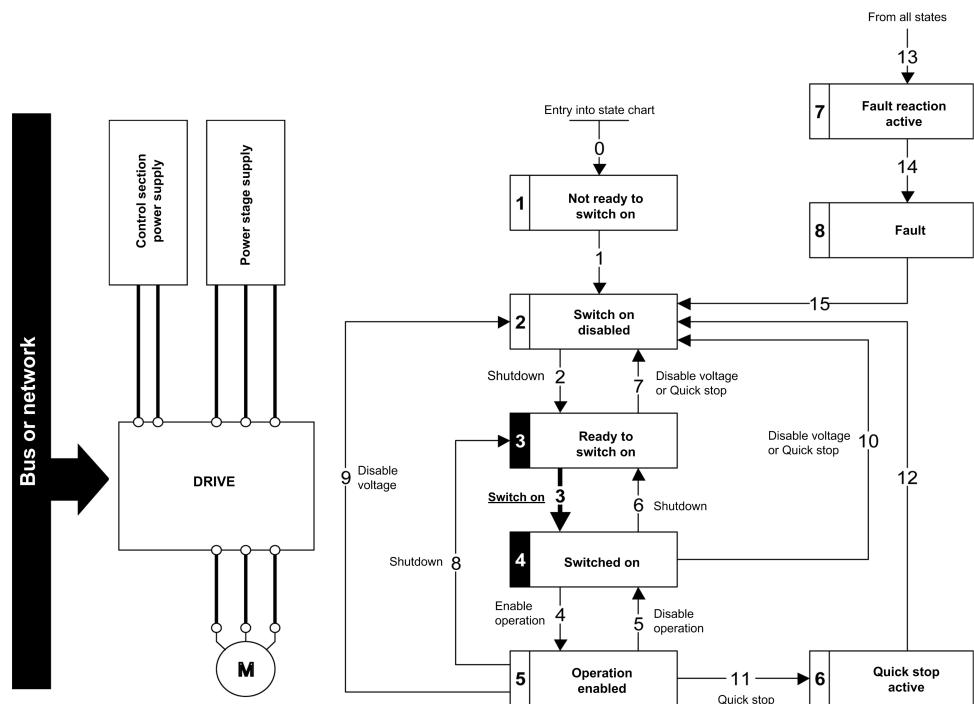 From all states
13
7
Fault reaction
active
14
8
Fault
15
Entry into state chart
0
1
Not ready to
switch on
1
2
Switch on
disabled
Shutdown 2
7 Disable voltage
or Quick stop
3
Ready to
switch on
Switch on 3
6 Shutdown
4
Switched on
Enable
operation 4
5 Disable
operation
5
Operation
enabled
9 Disable
voltage
Shutdown 8
Disable voltage
or Quick stop 10
12
11
Quick stop
6
Quick stop
active
Bus or network
Control section
power supply
Power stage supply
DRIVE
M